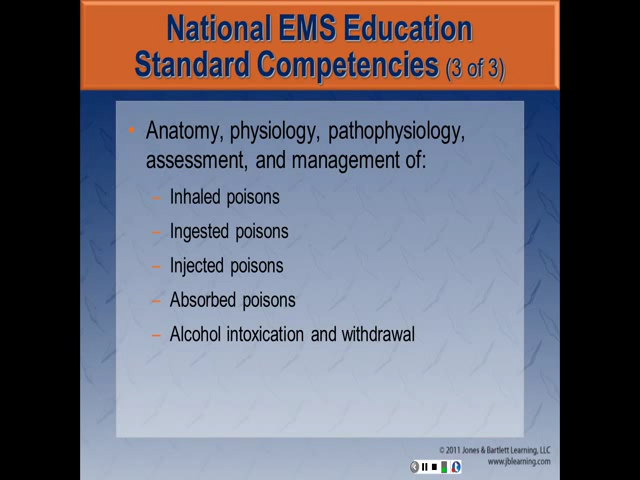 National EMS Education
Standard Competencies (3 of 3)
• Anatomy, physiology, pathophysiology,
assessment, and management of:
– Inhaled poisons
– Ingested poisons
– Injected poisons
– Absorbed poisons
– Alcohol intoxication and withdrawal
© 2011 Jones & Bartlett Learning, LLC
www.jblearning.com